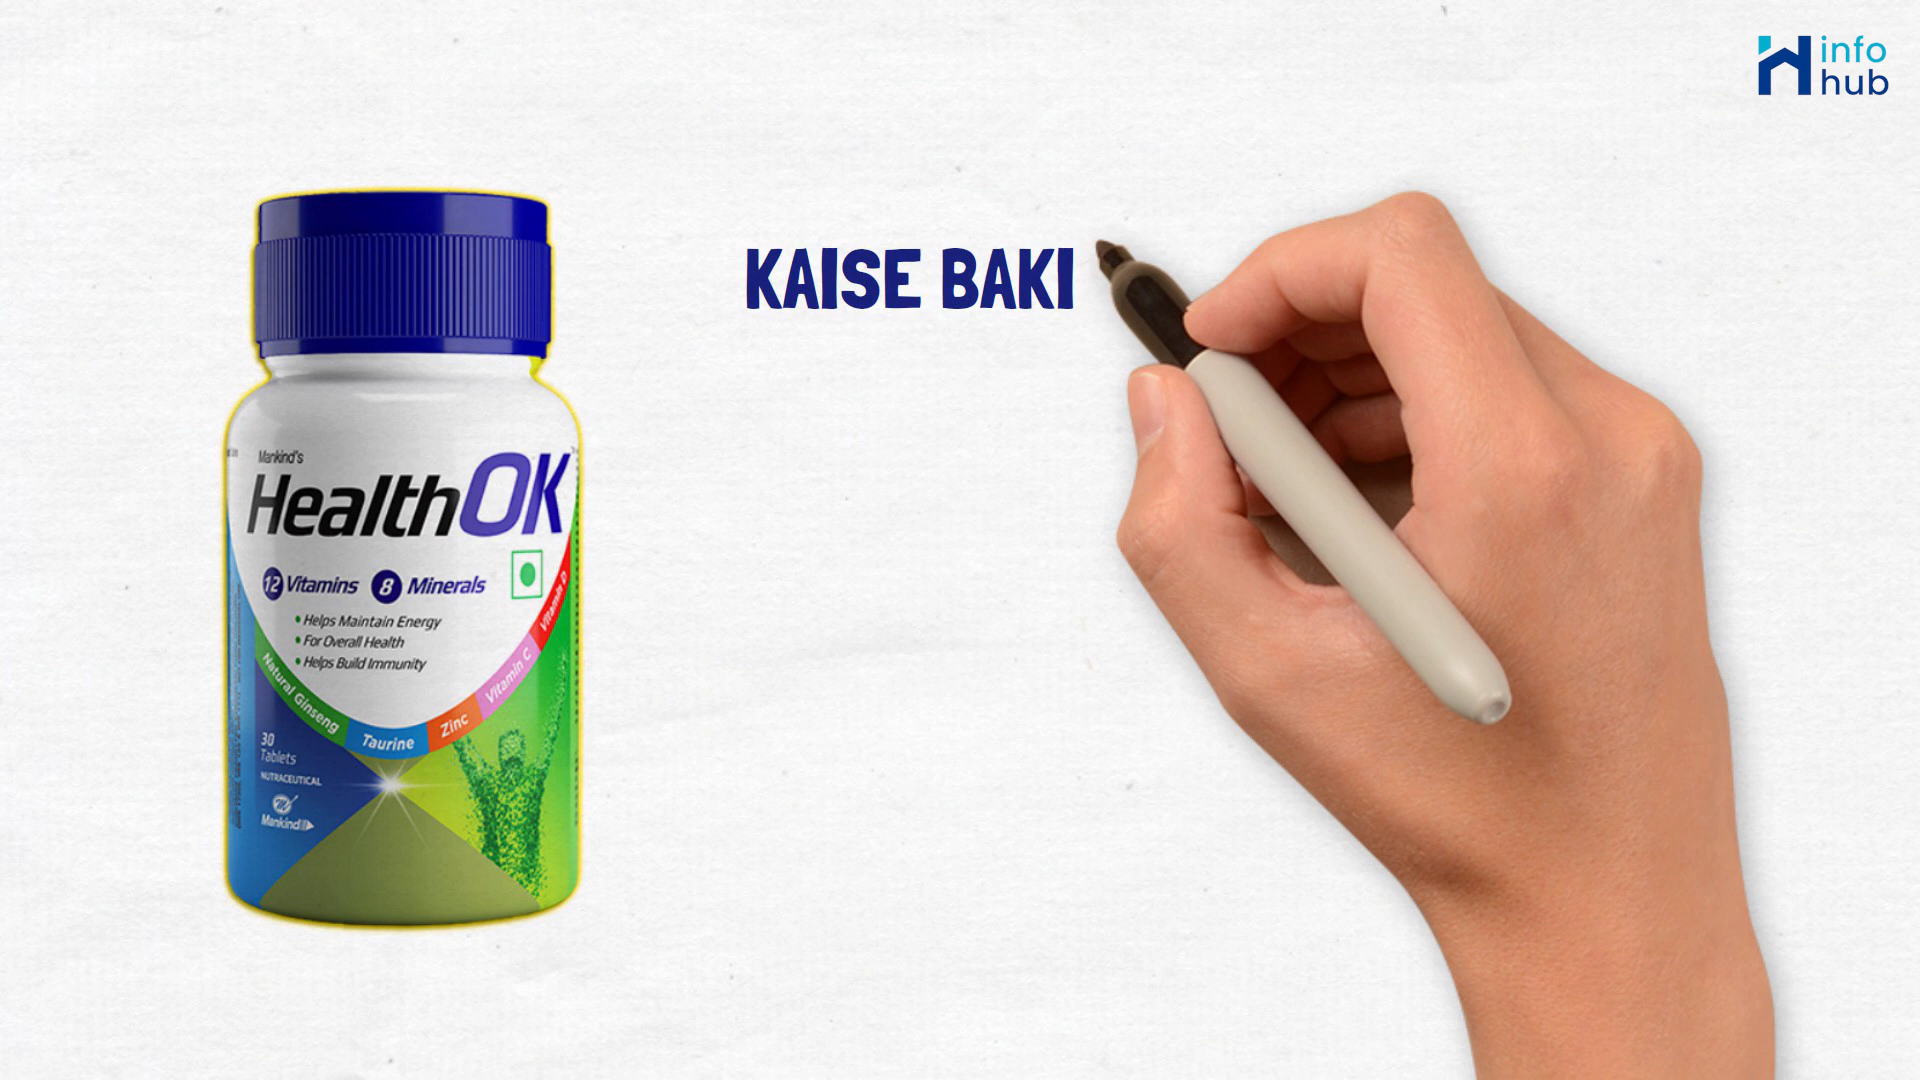 info
hub
KAISE BAKI
Mankind's
HealthOK
12 Vitamins 8 Minerals
• Helps Maintain Energy
• For Overall Health
• Helps Build Immunity
Natural Ginseng
Taurine
Zinc
Vitamin C
Vitamin D
30
Tablets
NUTRACEUTICAL
Mankind